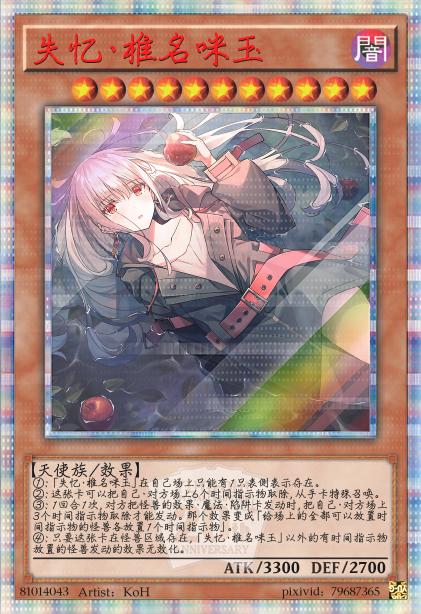 失忆·椎名咪玉
闇
【天使族/效果】
①:「失忆·椎名咪玉」在自己场上只能有1只表侧表示存在。
②:这张卡可以把自己·对方场上6个时间指示物取除,从手卡特殊召唤。
③:1回合1次,对方把怪兽的效果·魔法·陷阱卡发动时,把自己·对方场上
3个时间指示物取除才能发动。那个效果变成「给场上的全部可以放置时
间指示物的怪兽各放置1个时间指示物」。
④:只要这张卡在怪兽区域存在,「失忆·椎名咪玉」以外的有时间指示物
放置的怪兽发动的效果无效化。
ANNIVERSARY
ATK/3300 DEF/2700
81014043 Artist: KoH pixivid: 79687365